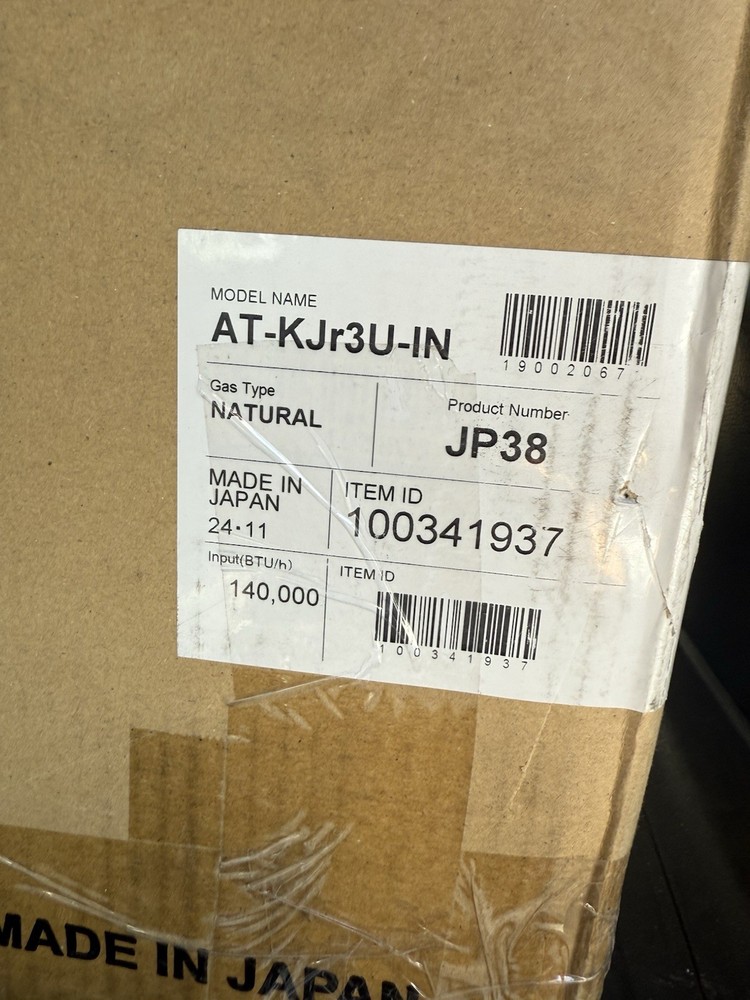 MODEL NAME
AT-KJr3U-IN
19002067
Gas Type
NATURAL
Product Number
JP38
MADE IN
JAPAN
24·11
ITEM ID
100341937
Input(BTU/h)
140,000
ITEM ID
100341937
MADE IN JAPAN